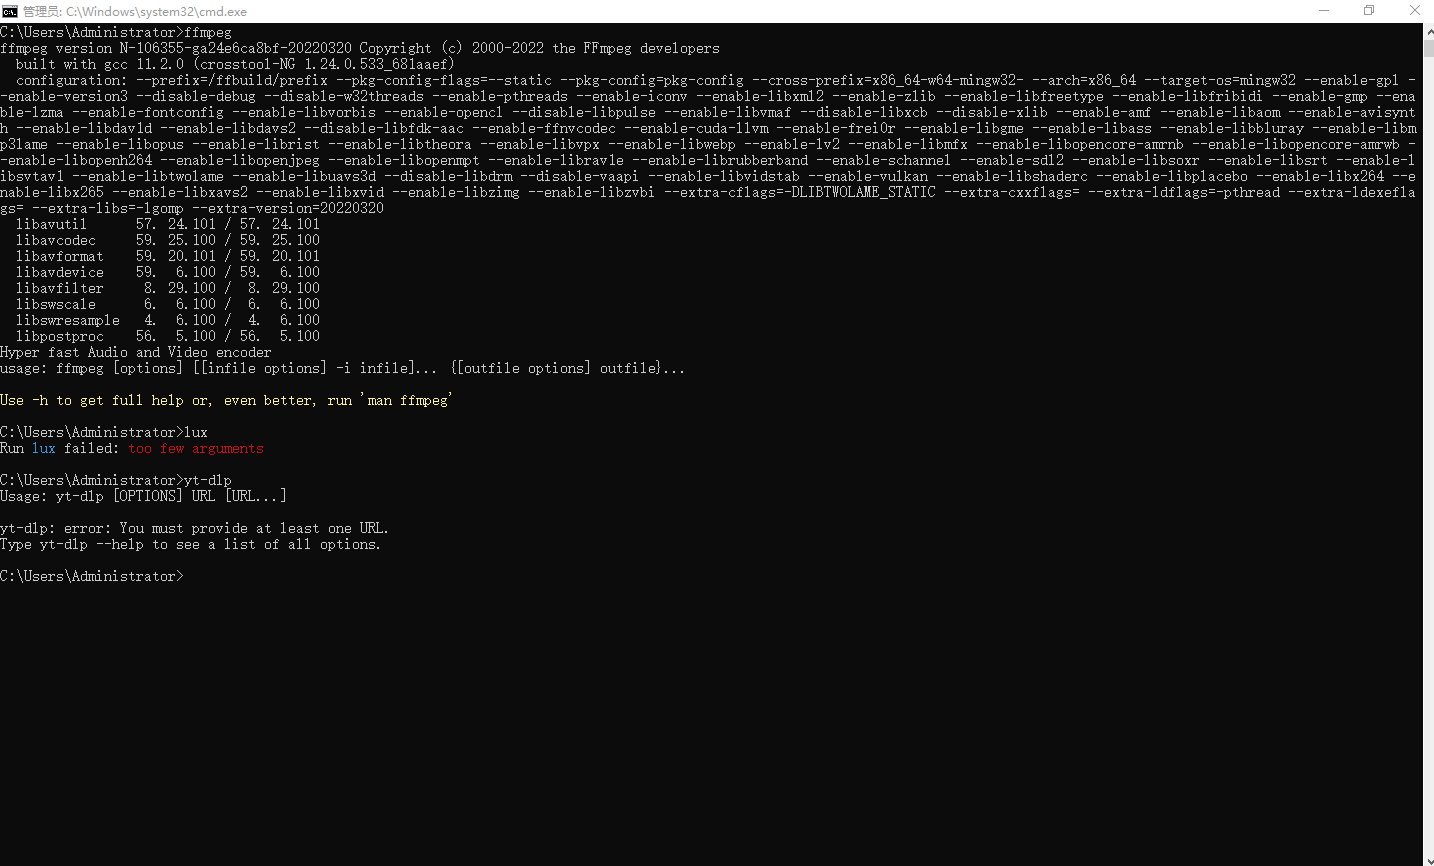 管理员: C:\Windows\system32\cmd.exe
C:\Users\Administrator>ffmpeg
ffmpeg version N-106355-ga24e6ca8bf-20220320 Copyright (c) 2000-2022 the FFmpeg developers
  built with gcc 11.2.0 (crosstool-NG 1.24.0.533_681aaef)
  configuration: --prefix=/ffbuild/prefix --pkg-config-flags=--static --pkg-config=pkg-config --cross-prefix=x86_64-w64-mingw32- --arch=x86_64 --target-os=mingw32 --enable-gpl -
-enable-version3 --disable-debug --disable-w32threads --enable-pthreads --enable-iconv --enable-libxml2 --enable-zlib --enable-libfreetype --enable-libfribidi --enable-gmp --ena
ble-lzma --enable-fontconfig --enable-libvorbis --enable-opencl --disable-libpulse --enable-libvmaf --disable-libxcb --disable-xlib --enable-amf --enable-libaom --enable-avisynt
h --enable-libdav1d --enable-libdavs2 --disable-libfdk-aac --enable-ffnvcodec --enable-cuda-llvm --enable-frei0r --enable-libgme --enable-libass --enable-libbluray --enable-libm
p3lame --enable-libopus --enable-librist --enable-libtheora --enable-libvpx --enable-libwebp --enable-lv2 --enable-libmfx --enable-libopencore-amrnb --enable-libopencore-amrwb -
-enable-libopenh264 --enable-libopenjpeg --enable-libopenmpt --enable-librav1e --enable-librubberband --enable-schannel --enable-sdl2 --enable-libsoxr --enable-libsrt --enable-l
ibsvtav1 --enable-libtwolame --enable-libuavs3d --disable-libdrm --disable-vaapi --enable-libvidstab --enable-vulkan --enable-libshaderc --enable-libplacebo --enable-libx264 --e
nable-libx265 --enable-libxavs2 --enable-libxvid --enable-libzimg --enable-libzvbi --extra-cflags=-DLIBTWOLAME_STATIC --extra-cxxflags= --extra-ldflags=-pthread --extra-ldexefla
gs= --extra-libs=-lgomp --extra-version=20220320
  libavutil      57. 24.101 / 57. 24.101
  libavcodec     59. 25.100 / 59. 25.100
  libavformat    59. 20.101 / 59. 20.101
  libavdevice    59.  6.100 / 59.  6.100
  libavfilter     8. 29.100 /  8. 29.100
  libswscale      6.  6.100 /  6.  6.100
  libswresample   4.  6.100 /  4.  6.100
  libpostproc    56.  5.100 / 56.  5.100
Hyper fast Audio and Video encoder
usage: ffmpeg [options] [[infile options] -i infile]... {[outfile options] outfile}...
Use -h to get full help or, even better, run 'man ffmpeg'
C:\Users\Administrator>lux
Run lux failed: too few arguments
C:\Users\Administrator>yt-dlp
Usage: yt-dlp [OPTIONS] URL [URL...]
yt-dlp: error: You must provide at least one URL.
Type yt-dlp --help to see a list of all options.
C:\Users\Administrator>